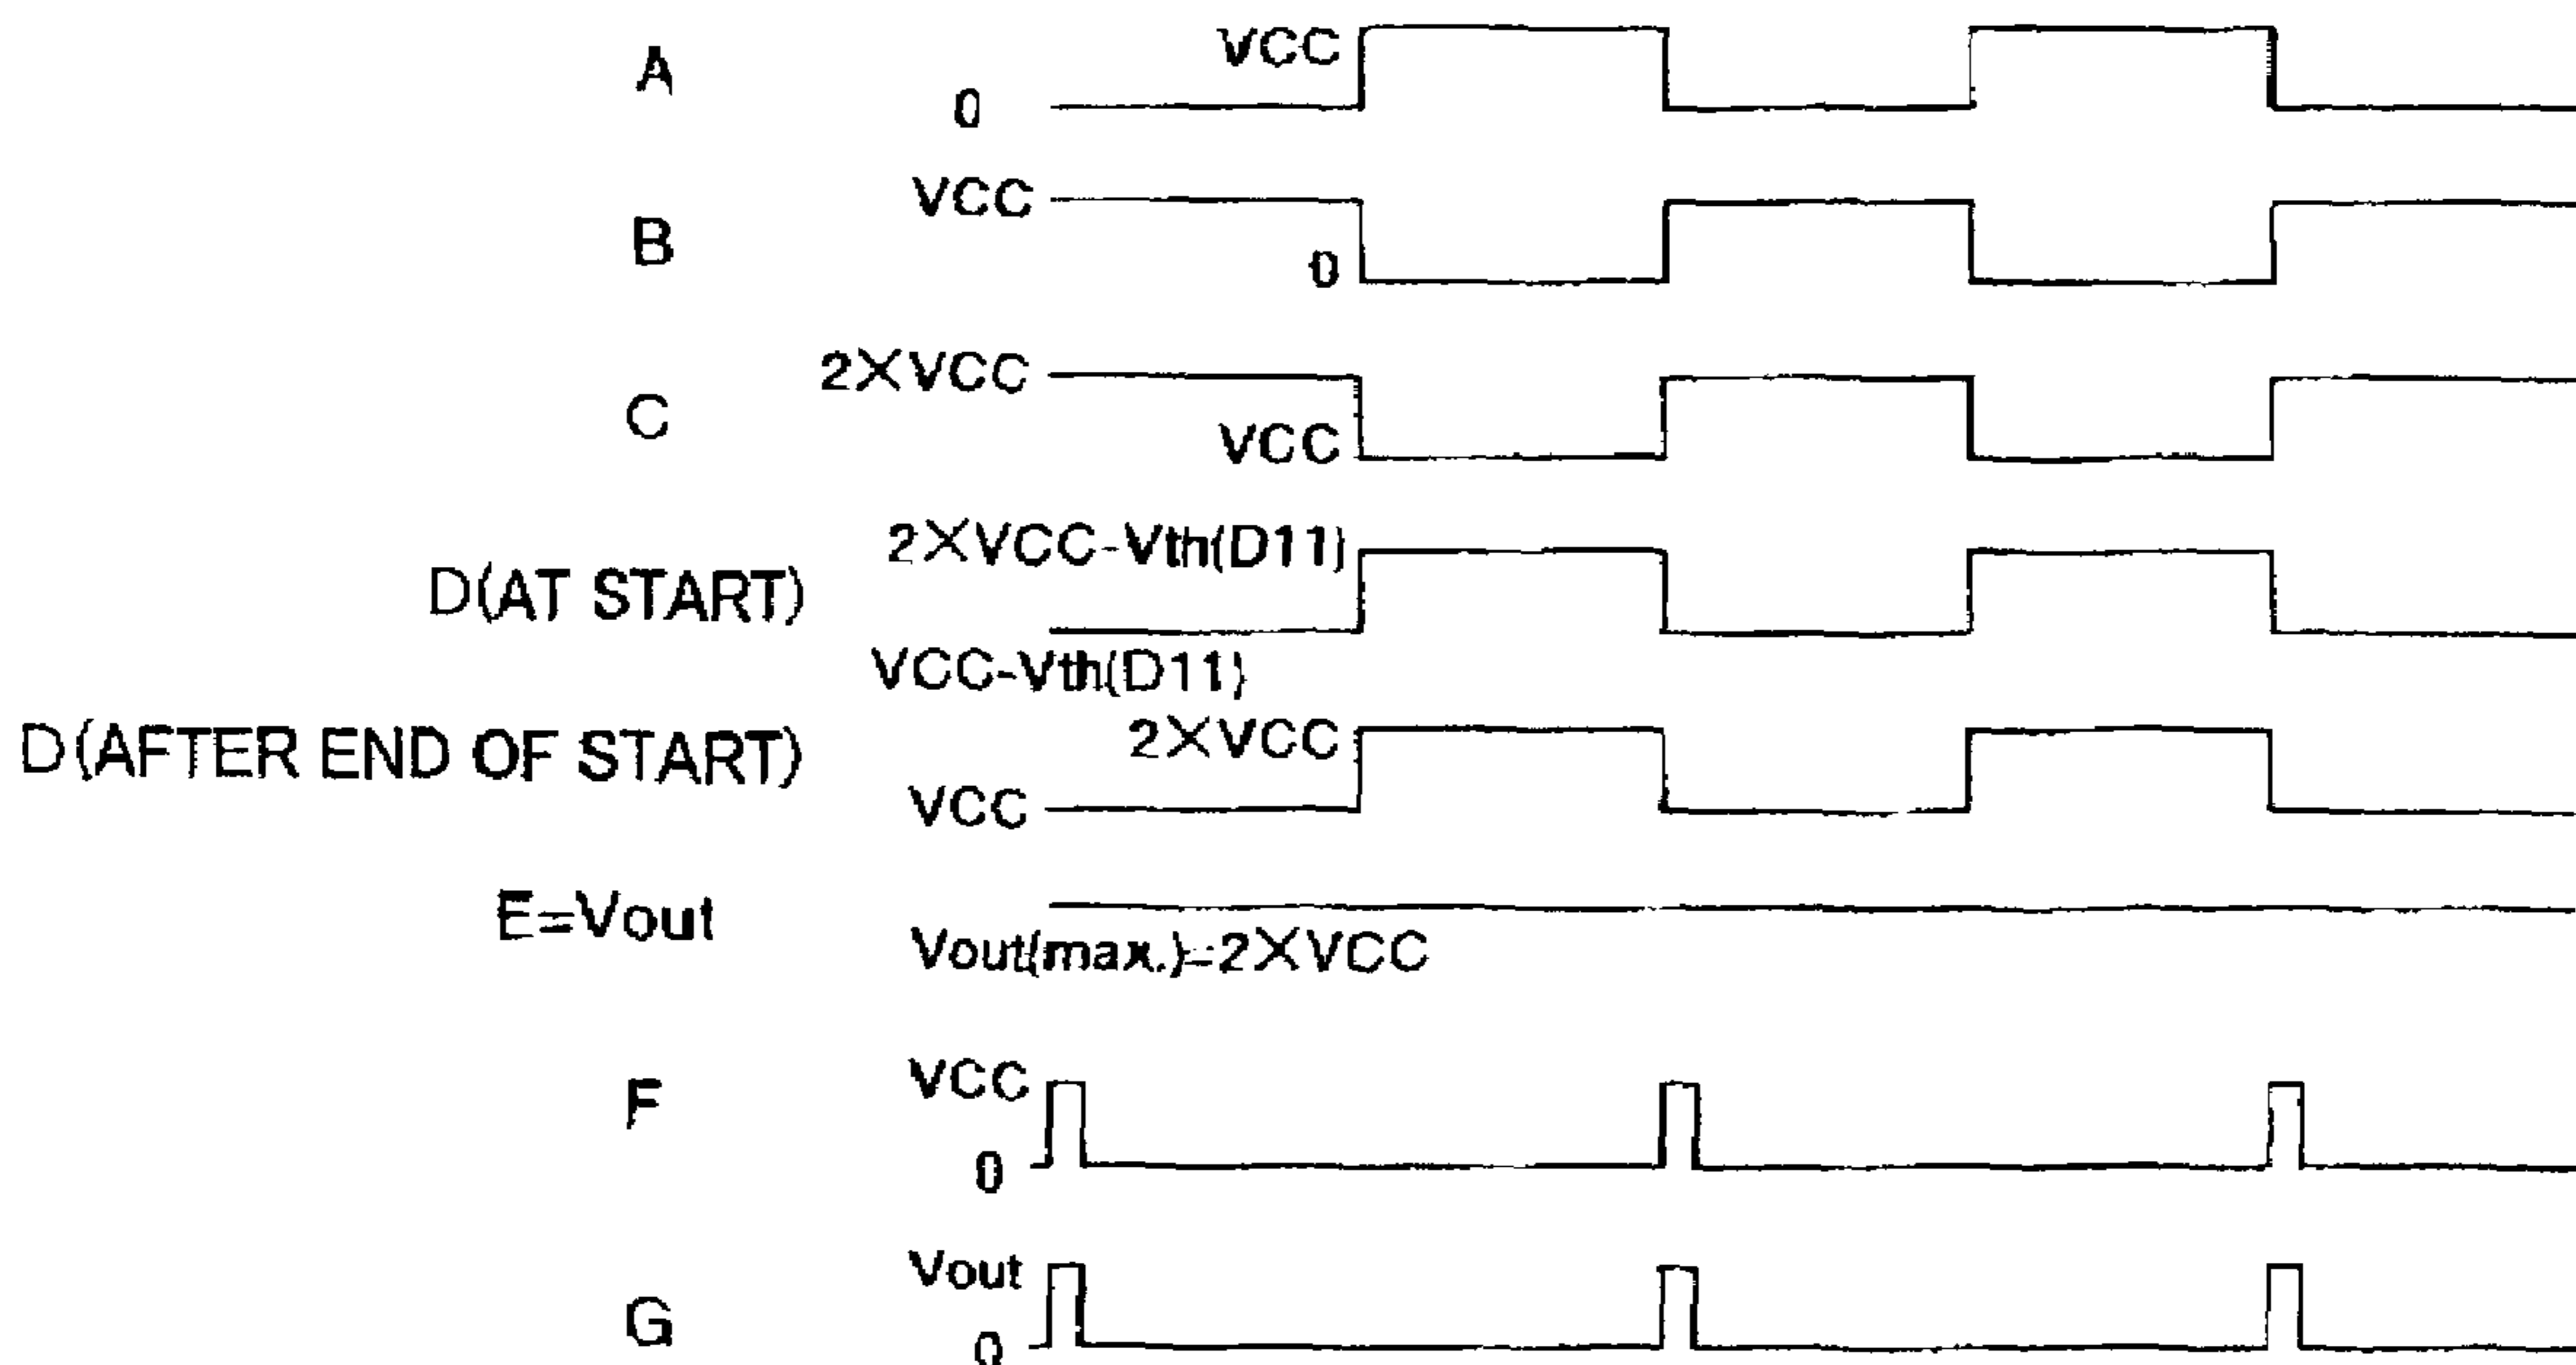 A
VCC
0
B
VCC
0
C
2×VCC
VCC
D(AT START)
2×VCC-Vth(D11)
VCC-Vth(D11)
D(AFTER END OF START)
2×VCC
VCC
E=Vout
Vout(max.)=2×VCC
F
VCC
0
G
Vout
0